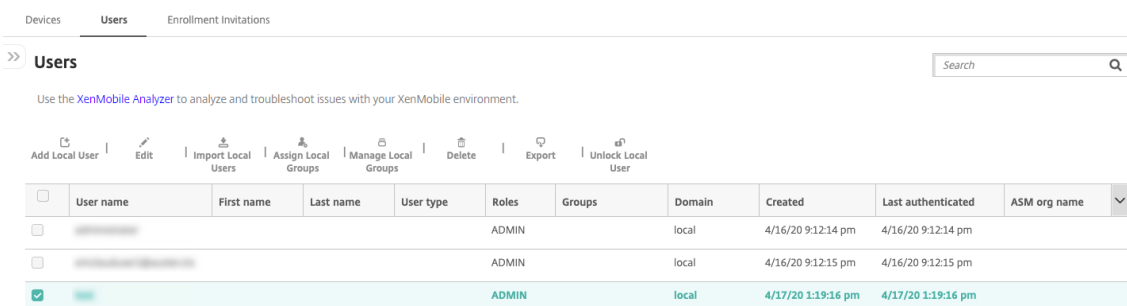 Devices Users Enrollment Invitations
Users
Search
Use the XenMobile Analyzer to analyze and troubleshoot issues with your XenMobile environment.
Add Local User | Edit | Import Local Users | Assign Local Groups | Manage Local Groups | Delete | Export | Unlock Local User
User name First name Last name User type Roles Groups Domain Created Last authenticated ASM org name
ADMIN local 4/16/20 9:12:14 pm 4/16/20 9:12:14 pm
ADMIN local 4/16/20 9:12:15 pm 4/16/20 9:12:15 pm
ADMIN local 4/17/20 1:19:16 pm 4/17/20 1:19:16 pm